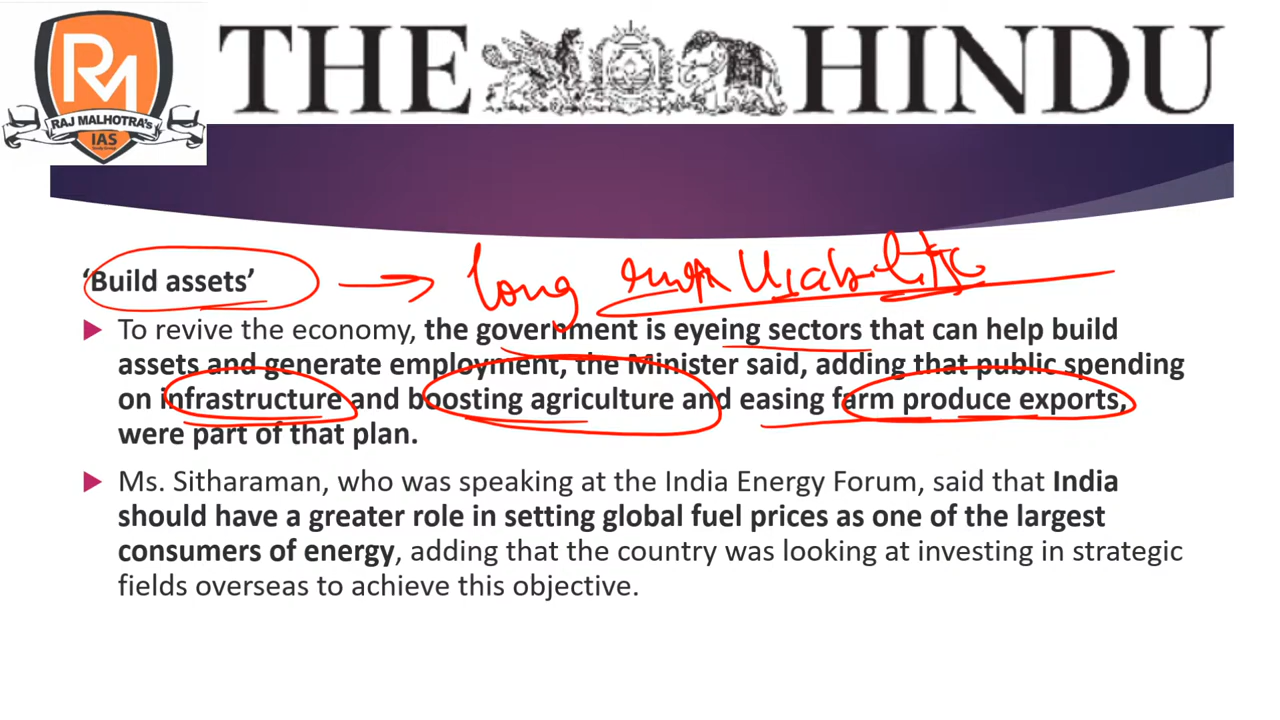 RM
RAJ MALHOTRA'S
IAS
Study Group
THE HINDU
‘Build assets’
long
To revive the economy, the government is eyeing sectors that can help build
assets and generate employment, the Minister said, adding that public spending
on infrastructure and boosting agriculture and easing farm produce exports,
were part of that plan.
Ms. Sitharaman, who was speaking at the India Energy Forum, said that India
should have a greater role in setting global fuel prices as one of the largest
consumers of energy, adding that the country was looking at investing in strategic
fields overseas to achieve this objective.